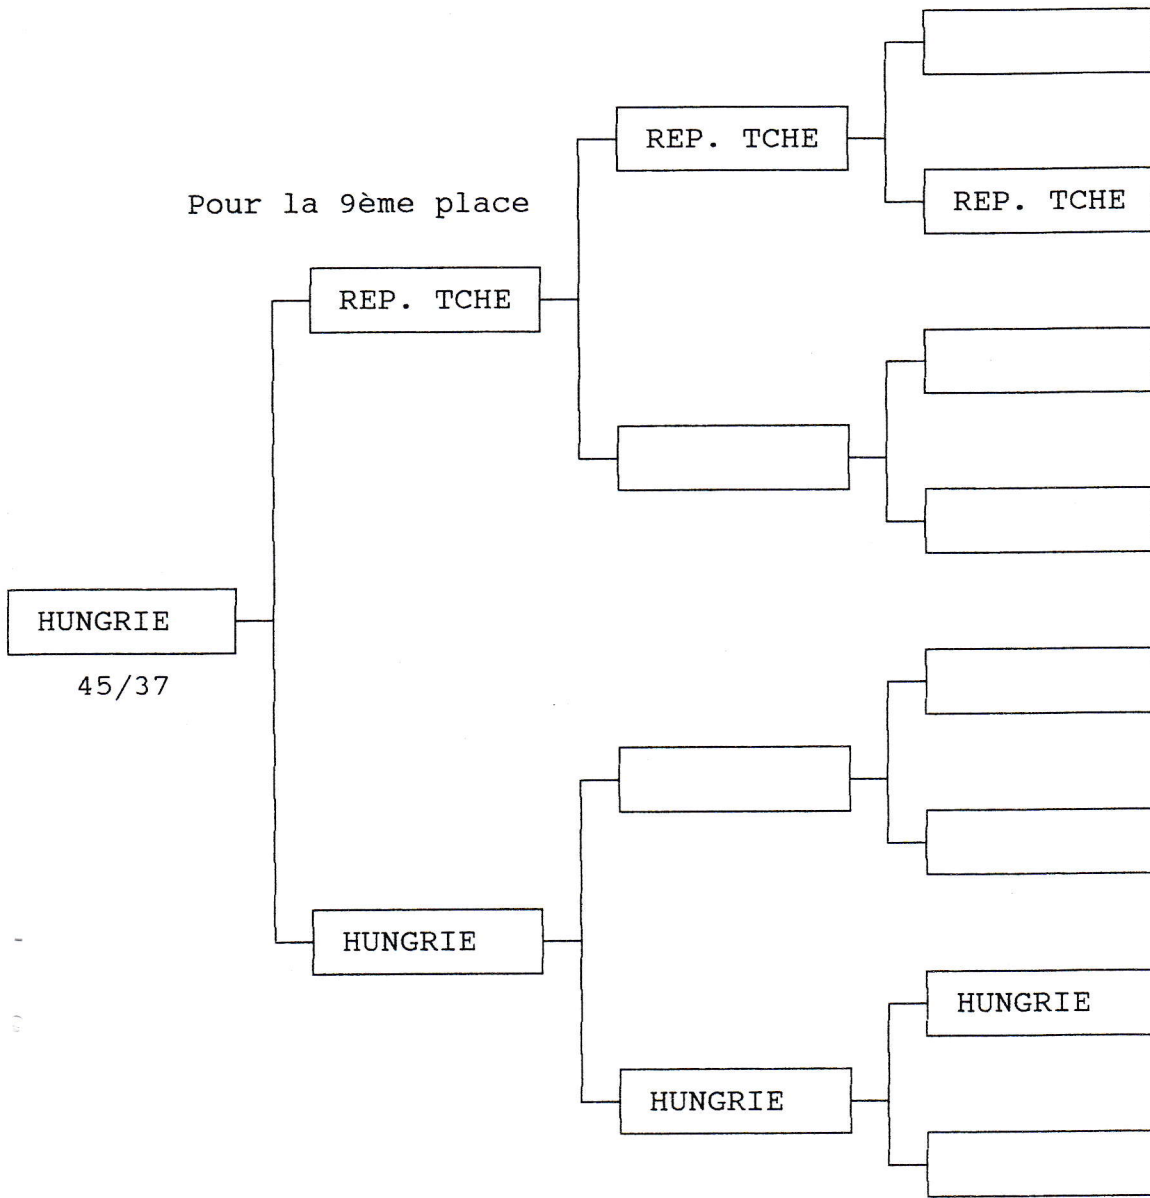 REP. TCHE
REP. TCHE
Pour la 9ème place
REP. TCHE
HUNGRIE
45/37
HUNGRIE
HUNGRIE
HUNGRIE